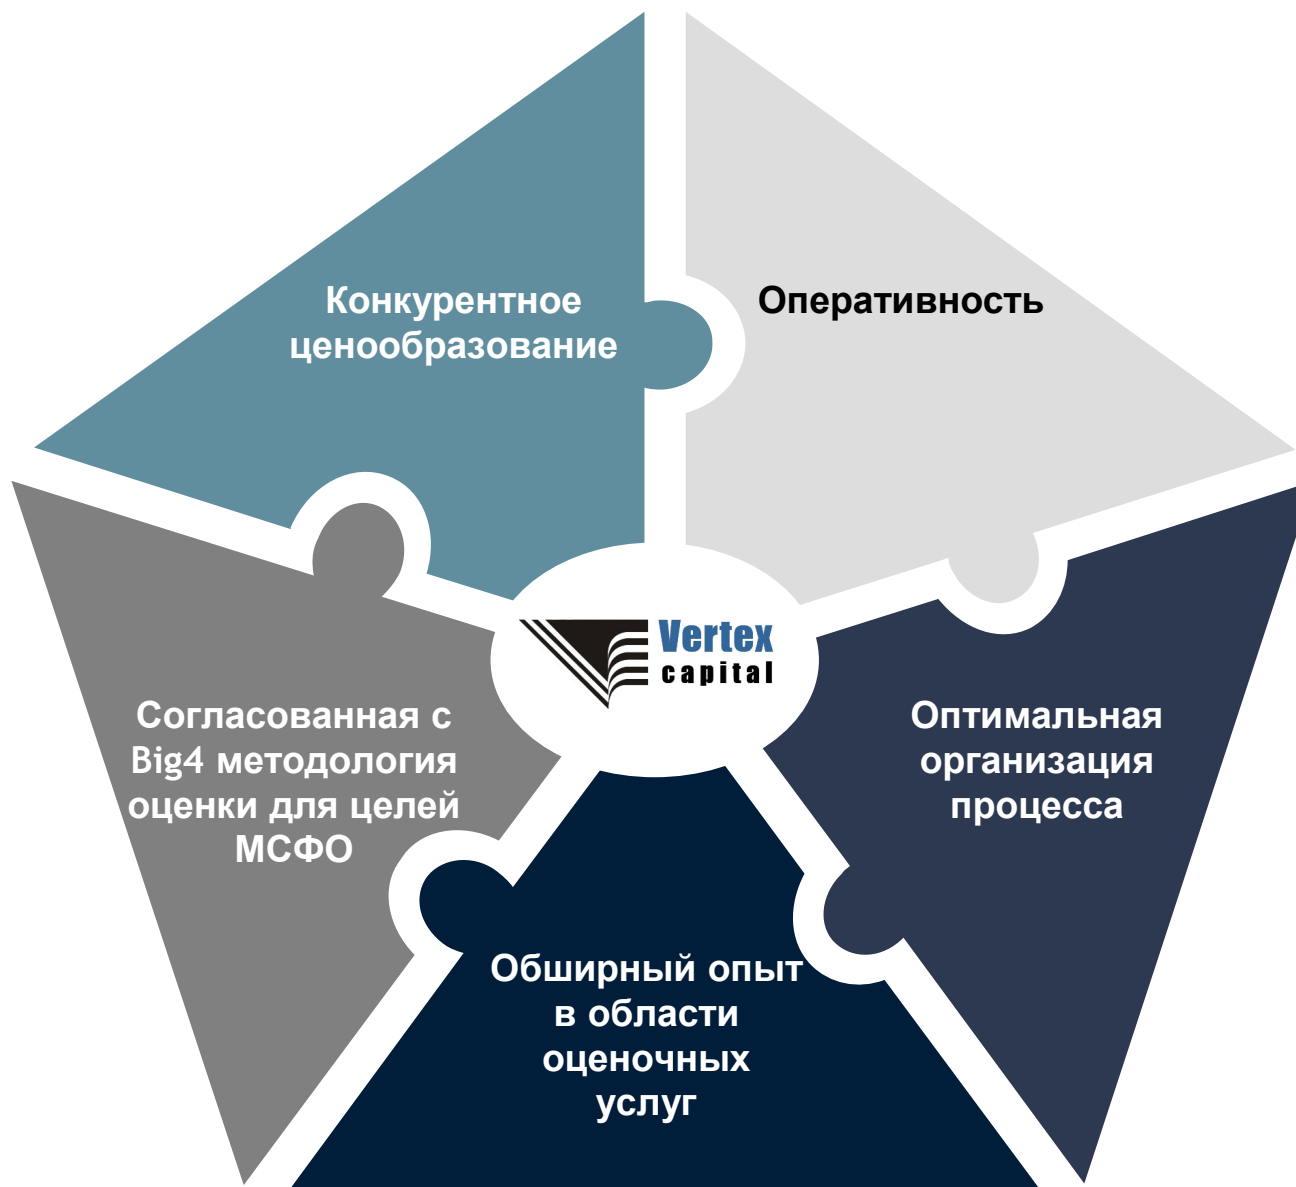 Конкурентное
ценообразование
Оперативность
Vertex
capital
Согласованная с
Big4 методология
оценки для целей
МСФО
Оптимальная
организация
процесса
Обширный опыт
в области
оценочных
услуг